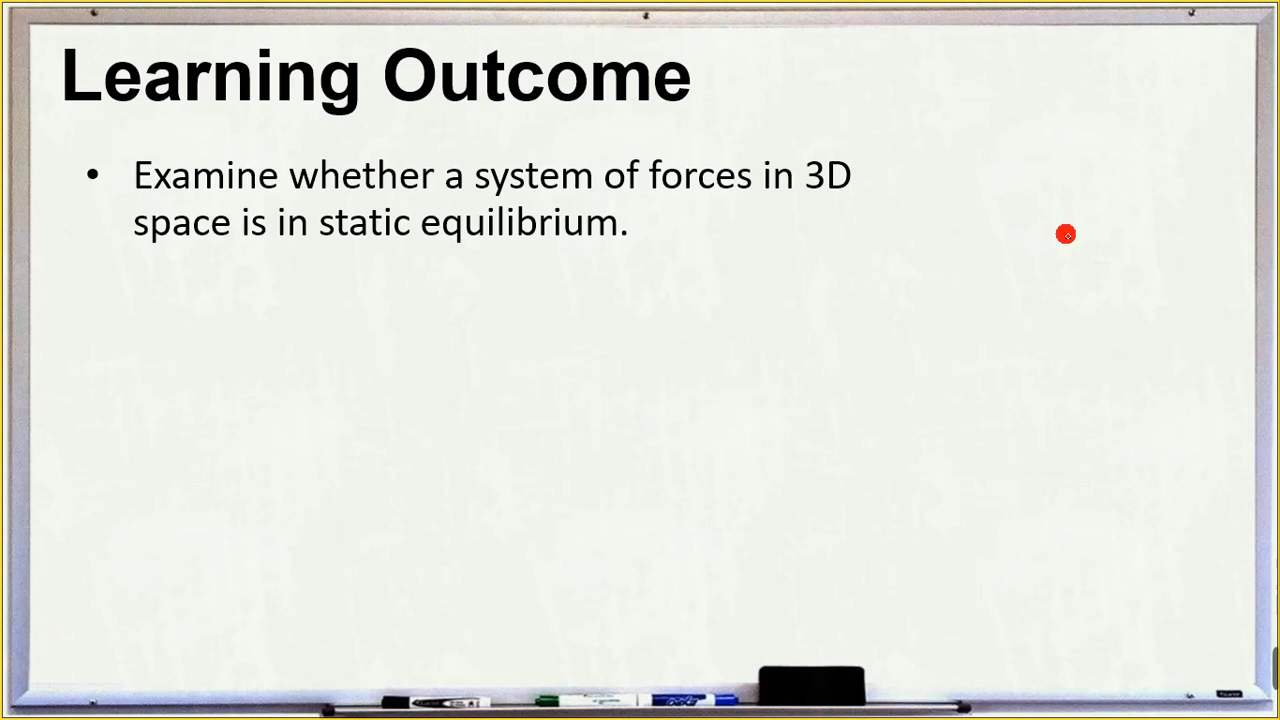 Learning Outcome
• Examine whether a system of forces in 3D
space is in static equilibrium.